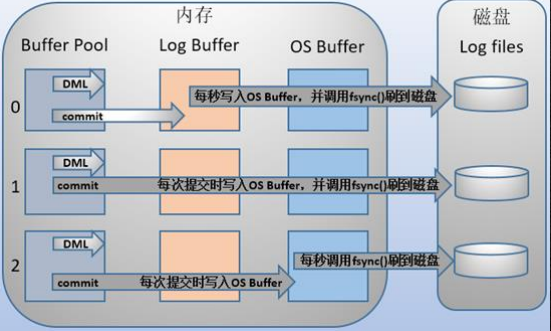 内存
磁盘
Buffer Pool
Log Buffer
OS Buffer
Log files
0
DML
每秒写入OS Buffer，并调用fsync()刷到磁盘
commit
1
DML
commit
每次提交时写入OS Buffer，并调用fsync()刷到磁盘
2
DML
每秒调用fsync()刷到磁盘
commit
每次提交时写入OS Buffer